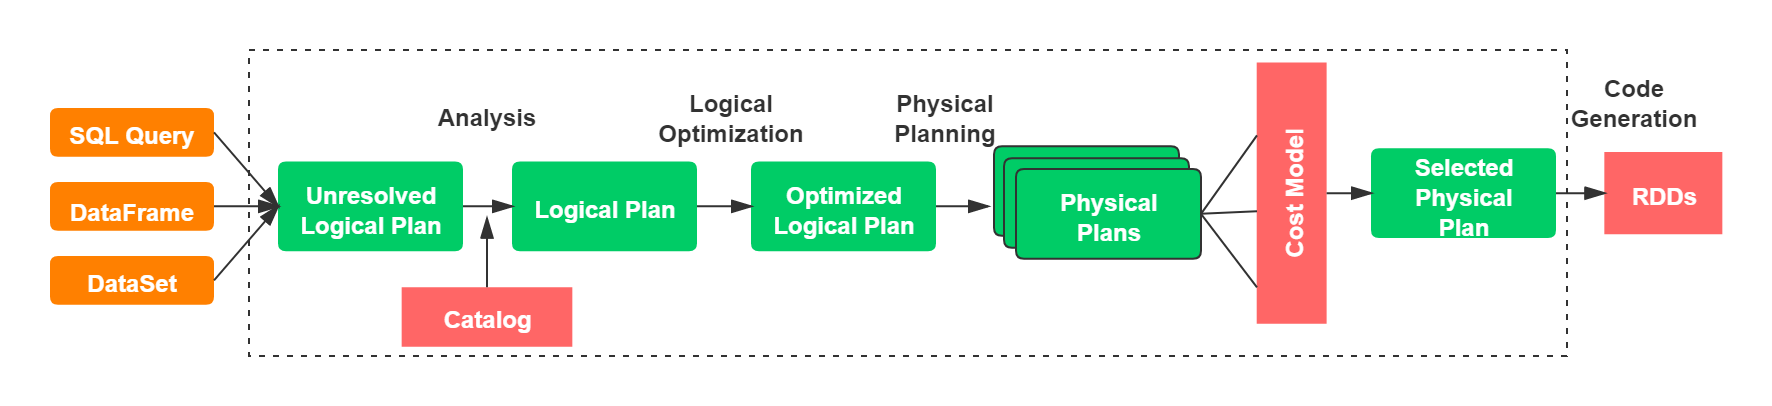 SQL Query
DataFrame
DataSet
Analysis
Unresolved
Logical Plan
Catalog
Logical Plan
Logical
Optimization
Optimized
Logical Plan
Physical
Planning
Physical
Plans
Cost Model
Selected
Physical
Plan
Code
Generation
RDDs